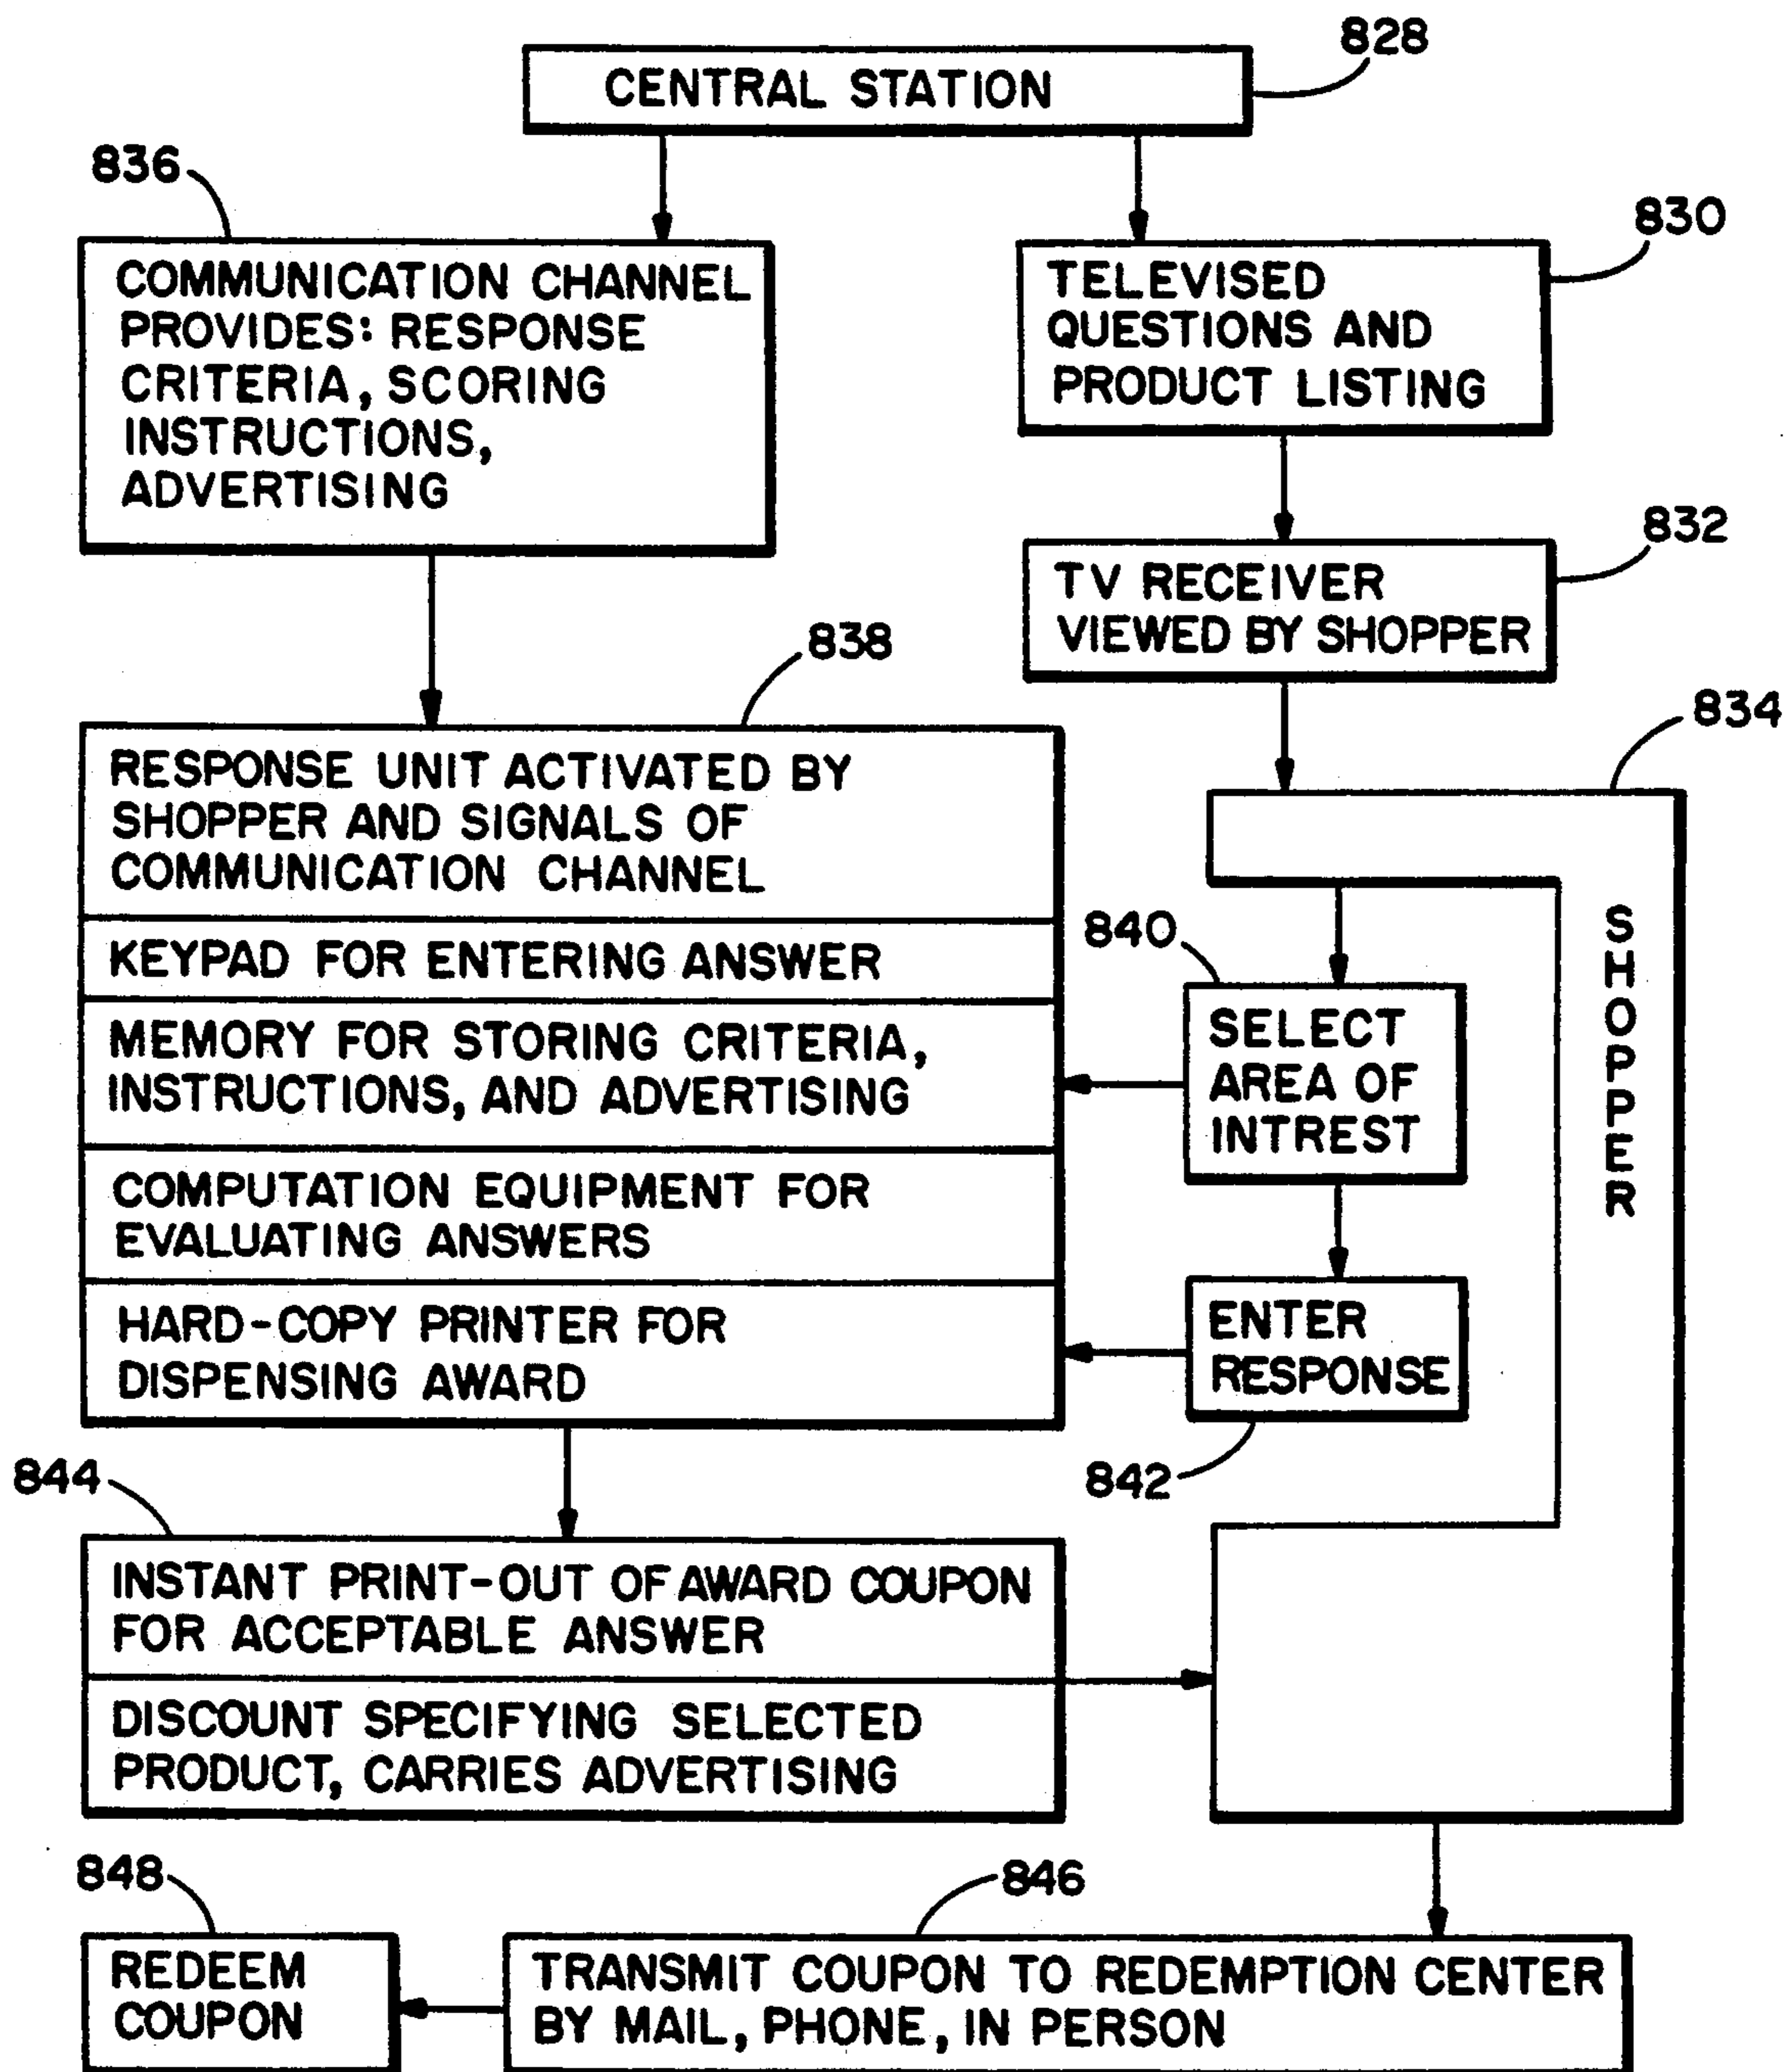 828
CENTRAL STATION
836
COMMUNICATION CHANNEL
PROVIDES: RESPONSE
CRITERIA, SCORING
INSTRUCTIONS,
ADVERTISING
830
TELEVISED
QUESTIONS AND
PRODUCT LISTING
832
TV RECEIVER
VIEWED BY SHOPPER
838
RESPONSE UNIT ACTIVATED BY
SHOPPER AND SIGNALS OF
COMMUNICATION CHANNEL
KEYPAD FOR ENTERING ANSWER
MEMORY FOR STORING CRITERIA,
INSTRUCTIONS, AND ADVERTISING
COMPUTATION EQUIPMENT FOR
EVALUATING ANSWERS
HARD-COPY PRINTER FOR
DISPENSING AWARD
834
SHOPPER
840
SELECT
AREA OF
INTREST
ENTER
RESPONSE
842
844
INSTANT PRINT-OUT OF AWARD COUPON
FOR ACCEPTABLE ANSWER
DISCOUNT SPECIFYING SELECTED
PRODUCT, CARRIES ADVERTISING
848
REDEEM
COUPON
846
TRANSMIT COUPON TO REDEMPTION CENTER
BY MAIL, PHONE, IN PERSON